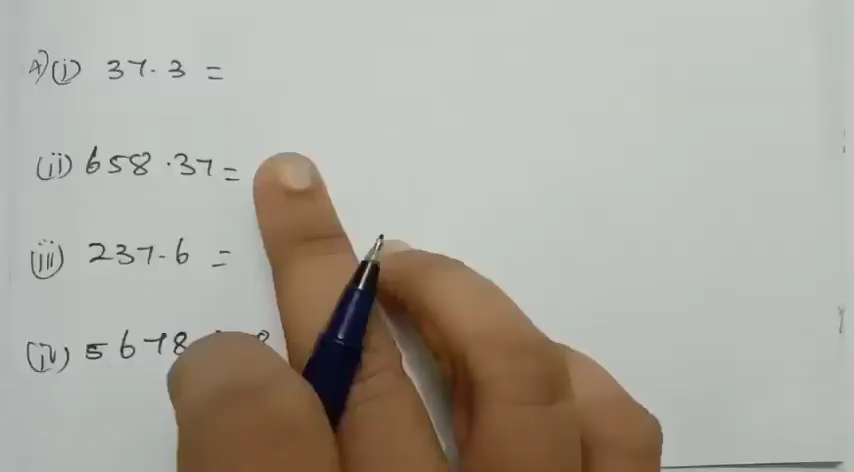 A) (i) 37.3 =
(ii) 658.37 =
(iii) 237.6 =
(iv) 5678